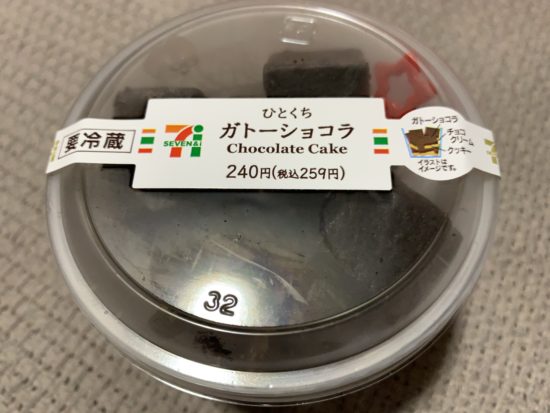 要冷蔵
7
SEVEN&i
ひとくち
ガトーショコラ
Chocolate Cake
240円(税込259円)
ガトーショコラ
チョコ
クリーム
クッキー
イラストは
イメージです。
32